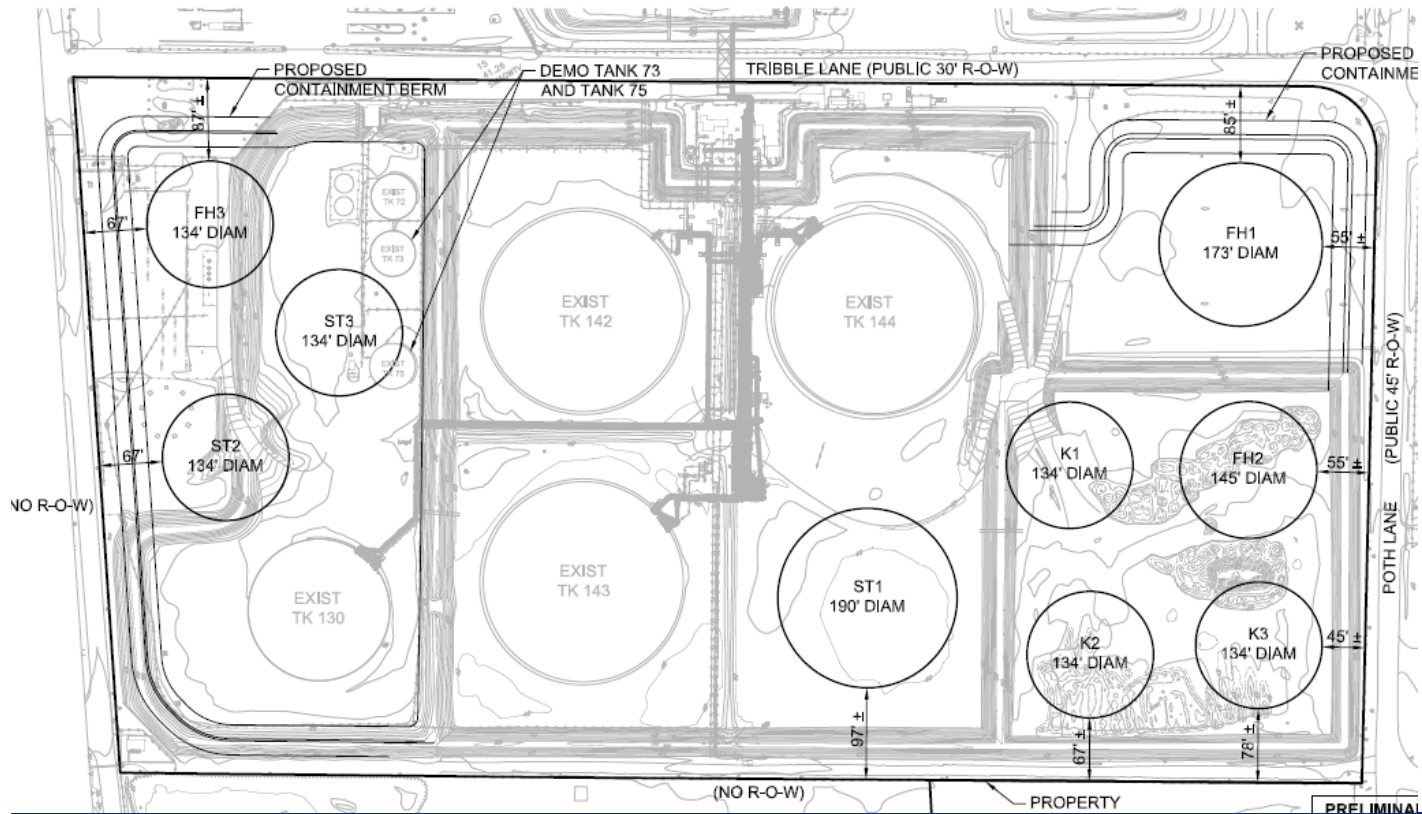 PROPOSED
CONTAINMENT BERM
DEMO TANK 73
AND TANK 75
TRIBBLE LANE (PUBLIC 30' R-O-W)
PROPOSED
CONTAINME
87' ±
85' ±
FH3
134' DIAM
67'
EXIST
TK 72
EXIST
TK 73
EXIST
TK 75
ST3
134' DIAM
EXIST
TK 142
EXIST
TK 144
FH1
173' DIAM
55' ±
ST2
134' DIAM
67'
K1
134' DIAM
FH2
145' DIAM
55' ±
POTH LANE
(PUBLIC 45' R-O-W)
NO R-O-W)
EXIST
TK 130
EXIST
TK 143
ST1
190' DIAM
K2
134' DIAM
K3
134' DIAM
45' ±
97' ±
67' ±
78' ±
(NO R-O-W)
PROPERTY
PRELIMINA